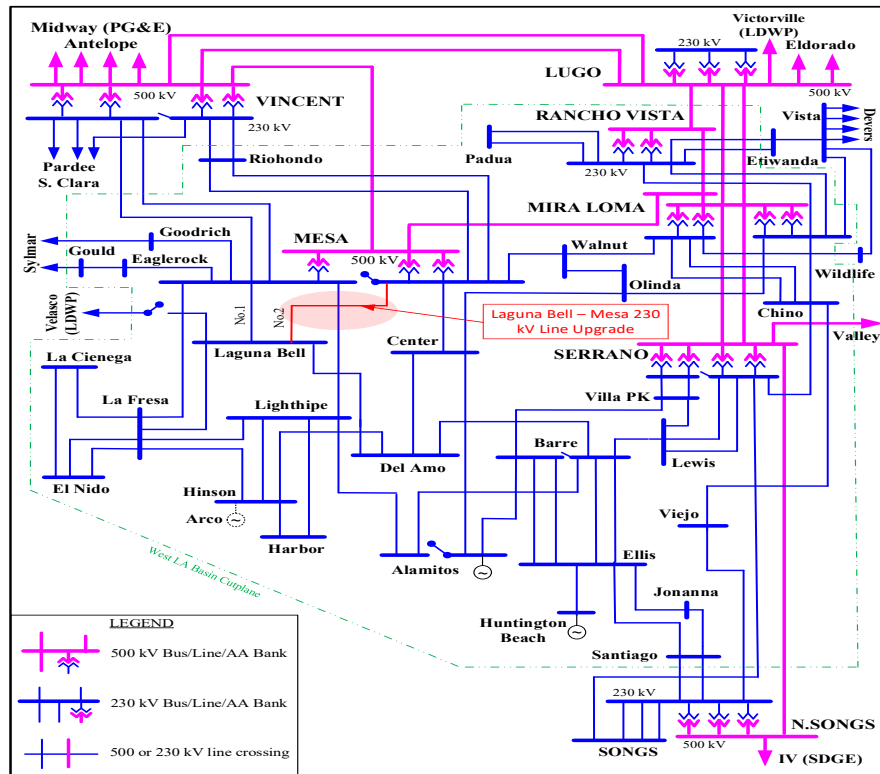 Midway (PG&E)
Antelope
500 kV
VINCENT
230 kV
Pardee
S. Clara
Riohondo
230 kV
Victorville
(LDWP)
Eldorado
LUGO
500 kV
RANCHO VISTA
Padua
230 kV
Vista
Devers
Etiwanda
MIRA LOMA
Goodrich
Sylmar
Gould
Eaglerock
MESA
500 kV
Walnut
Olinda
Wildlife
Chino
Velasco
(LDWP)
No.1
No.2
Laguna Bell – Mesa 230
kV Line Upgrade
Laguna Bell
Center
Valley
SERRANO
La Cienega
La Fresa
Lighthipe
Villa PK
Barre
Del Amo
Lewis
El Nido
Hinson
Arco
~
Harbor
Viejo
West LA Basin Cutplane
Alamitos
~
Ellis
Jonanna
Huntington
Beach
~
Santiago
LEGEND
500 kV Bus/Line/AA Bank
230 kV Bus/Line/AA Bank
500 or 230 kV line crossing
230 kV
SONGS
N.SONGS
500 kV
IV (SDGE)